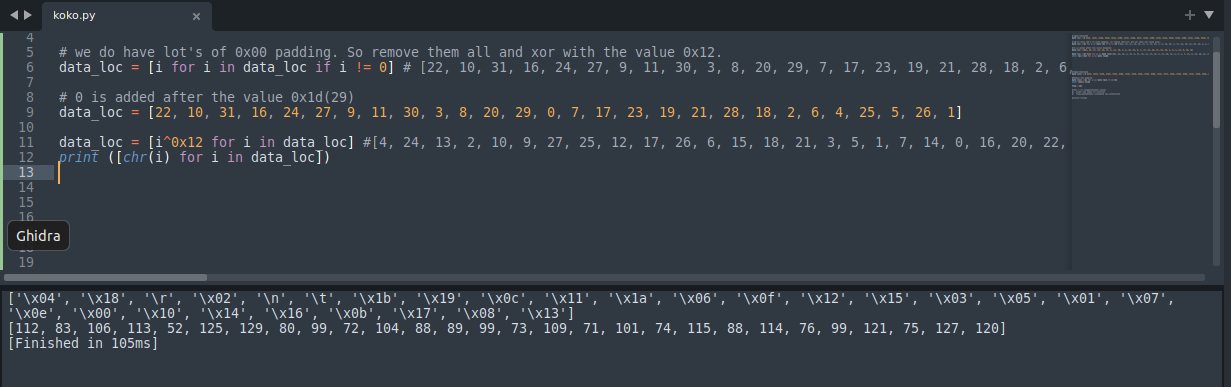 koko.py ×
4
5 # we do have lot's of 0x00 padding. So remove them all and xor with the value 0x12.
6 data_loc = [i for i in data_loc if i != 0] # [22, 10, 31, 16, 24, 27, 9, 11, 30, 3, 8, 20, 29, 7, 17, 23, 19, 21, 28, 18, 2, 6
7
8 # 0 is added after the value 0x1d(29)
9 data_loc = [22, 10, 31, 16, 24, 27, 9, 11, 30, 3, 8, 20, 29, 0, 7, 17, 23, 19, 21, 28, 18, 2, 6, 4, 25, 5, 26, 1]
10
11 data_loc = [i^0x12 for i in data_loc] #[4, 24, 13, 2, 10, 9, 27, 25, 12, 17, 26, 6, 15, 18, 21, 3, 5, 1, 7, 14, 0, 16, 20, 22,
12 print ([chr(i) for i in data_loc])
13
14
15
16
Ghidra
19
['\x04', '\x18', '\r', '\x02', '\n', '\t', '\x1b', '\x19', '\x0c', '\x11', '\x1a', '\x06', '\x0f', '\x12', '\x15', '\x03', '\x05', '\x01', '\x07',
'\x0e', '\x00', '\x10', '\x14', '\x16', '\x0b', '\x17', '\x08', '\x13']
[112, 83, 106, 113, 52, 125, 129, 80, 99, 72, 104, 88, 89, 99, 73, 109, 71, 101, 74, 115, 88, 114, 76, 99, 121, 75, 127, 120]
[Finished in 105ms]